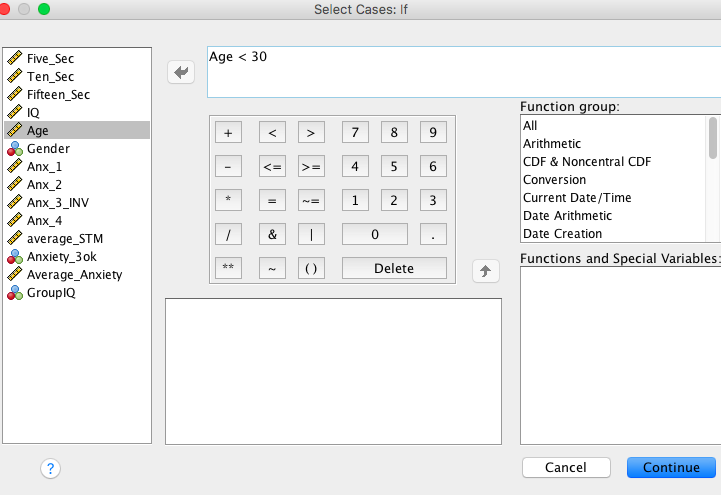 Select Cases: If
Five_Sec
Ten_Sec
Fifteen_Sec
IQ
Age
Gender
Anx_1
Anx_2
Anx_3_INV
Anx_4
average_STM
Anxiety_3ok
Average_Anxiety
GroupIQ
Age < 30
+ < > 7 8 9
- <= >= 4 5 6
* = ~= 1 2 3
/ & | 0 .
** ~ () Delete
Function group:
All
Arithmetic
CDF & Noncentral CDF
Conversion
Current Date/Time
Date Arithmetic
Date Creation
Functions and Special Variables:
?
Cancel
Continue